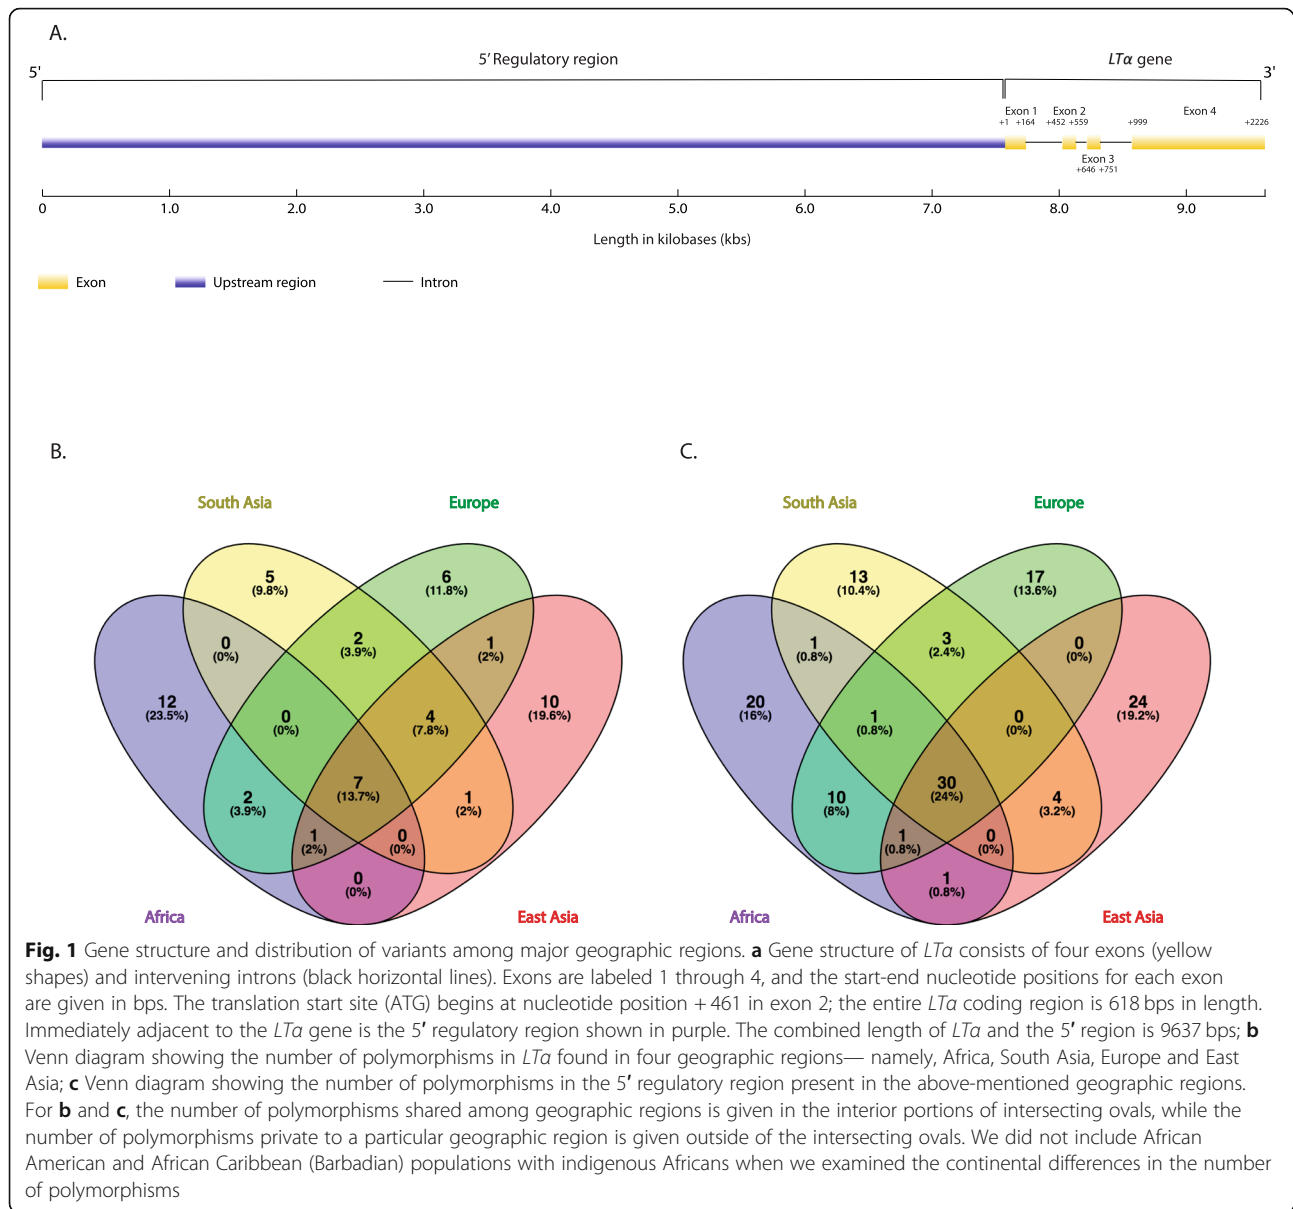 A.
5′ Regulatory region
LTα gene
5'
3'
Exon 1
Exon 2
Exon 4
+1 +164 +452 +559 +999 +2226
Exon 3
+646 +751
0 1.0 2.0 3.0 4.0 5.0 6.0 7.0 8.0 9.0
Length in kilobases (kbs)
Exon
Upstream region
Intron
B.
South Asia
Europe
5
(9.8%)
6
(11.8%)
0
(0%)
2
(3.9%)
1
(2%)
12
(23.5%)
0
(0%)
4
(7.8%)
10
(19.6%)
7
(13.7%)
2
(3.9%)
1
(2%)
1
(2%)
0
(0%)
0
(0%)
Africa
East Asia
C.
South Asia
Europe
13
(10.4%)
17
(13.6%)
1
(0.8%)
3
(2.4%)
0
(0%)
20
(16%)
1
(0.8%)
0
(0%)
24
(19.2%)
30
(24%)
10
(8%)
4
(3.2%)
1
(0.8%)
0
(0%)
1
(0.8%)
Africa
East Asia
Fig. 1 Gene structure and distribution of variants among major geographic regions. a Gene structure of LTα consists of four exons (yellow
shapes) and intervening introns (black horizontal lines). Exons are labeled 1 through 4, and the start-end nucleotide positions for each exon
are given in bps. The translation start site (ATG) begins at nucleotide position + 461 in exon 2; the entire LTα coding region is 618 bps in length.
Immediately adjacent to the LTα gene is the 5′ regulatory region shown in purple. The combined length of LTα and the 5′ region is 9637 bps; b
Venn diagram showing the number of polymorphisms in LTα found in four geographic regions— namely, Africa, South Asia, Europe and East
Asia; c Venn diagram showing the number of polymorphisms in the 5′ regulatory region present in the above-mentioned geographic regions.
For b and c, the number of polymorphisms shared among geographic regions is given in the interior portions of intersecting ovals, while the
number of polymorphisms private to a particular geographic region is given outside of the intersecting ovals. We did not include African
American and African Caribbean (Barbadian) populations with indigenous Africans when we examined the continental differences in the number
of polymorphisms